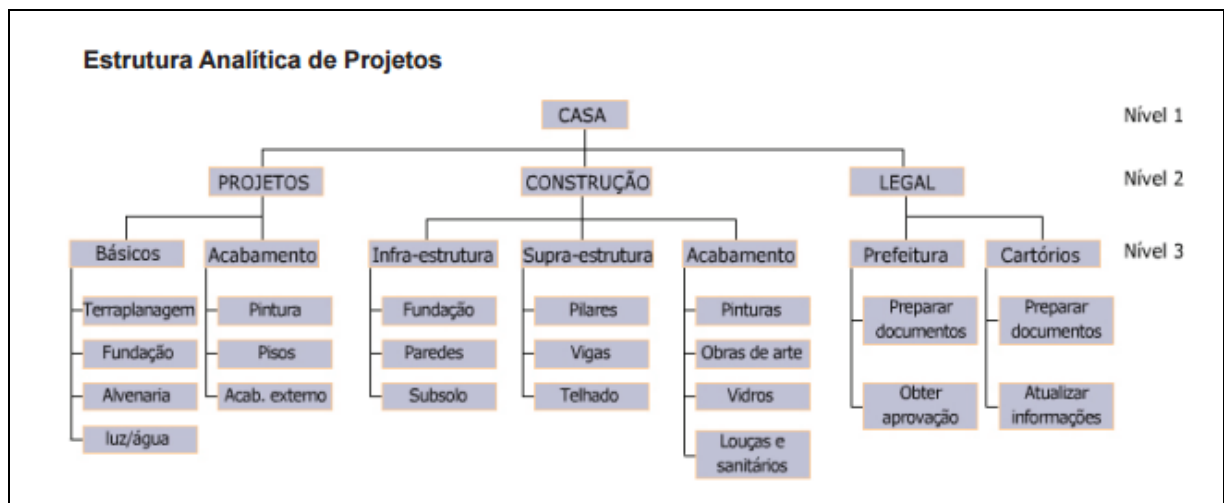 Estrutura Analítica de Projetos
CASA
Nível 1
PROJETOS
CONSTRUÇÃO
LEGAL
Nível 2
Básicos
Acabamento
Infra-estrutura
Supra-estrutura
Acabamento
Prefeitura
Cartórios
Nível 3
Terraplanagem
Fundação
Alvenaria
luz/água
Pintura
Pisos
Acab. externo
Fundação
Paredes
Subsolo
Pilares
Vigas
Telhado
Pinturas
Obras de arte
Vidros
Louças e
sanitários
Preparar
documentos
Obter
aprovação
Preparar
documentos
Atualizar
informações